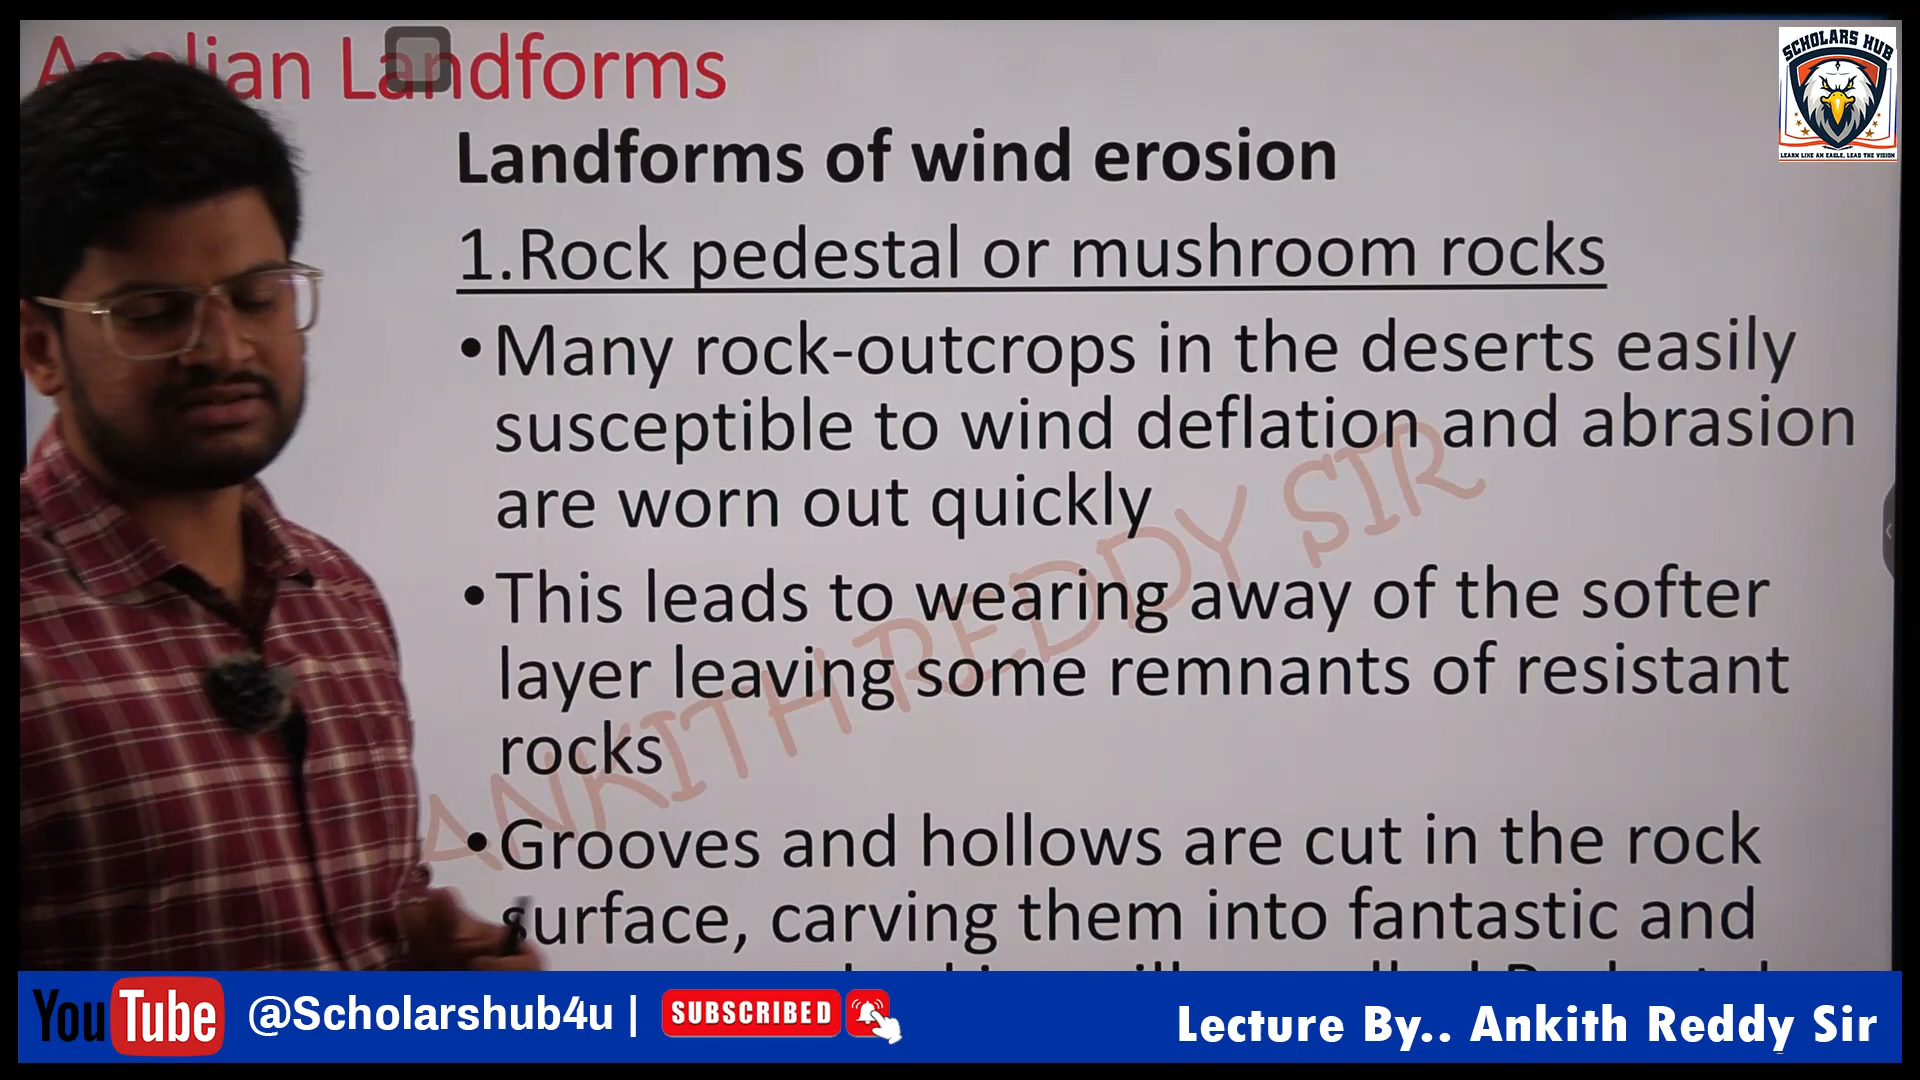 Aeolian Landforms
SCHOLARS HUB
LEARN LIKE AN EAGLE, LEAD THE VISION
Landforms of wind erosion
1.Rock pedestal or mushroom rocks
•Many rock-outcrops in the deserts easily
susceptible to wind deflation and abrasion
are worn out quickly
•This leads to wearing away of the softer
layer leaving some remnants of resistant
rocks
•Grooves and hollows are cut in the rock
surface, carving them into fantastic and
ANKITH REDDY SIR
YouTube @Scholarshub4u | SUBSCRIBED
Lecture By.. Ankith Reddy Sir